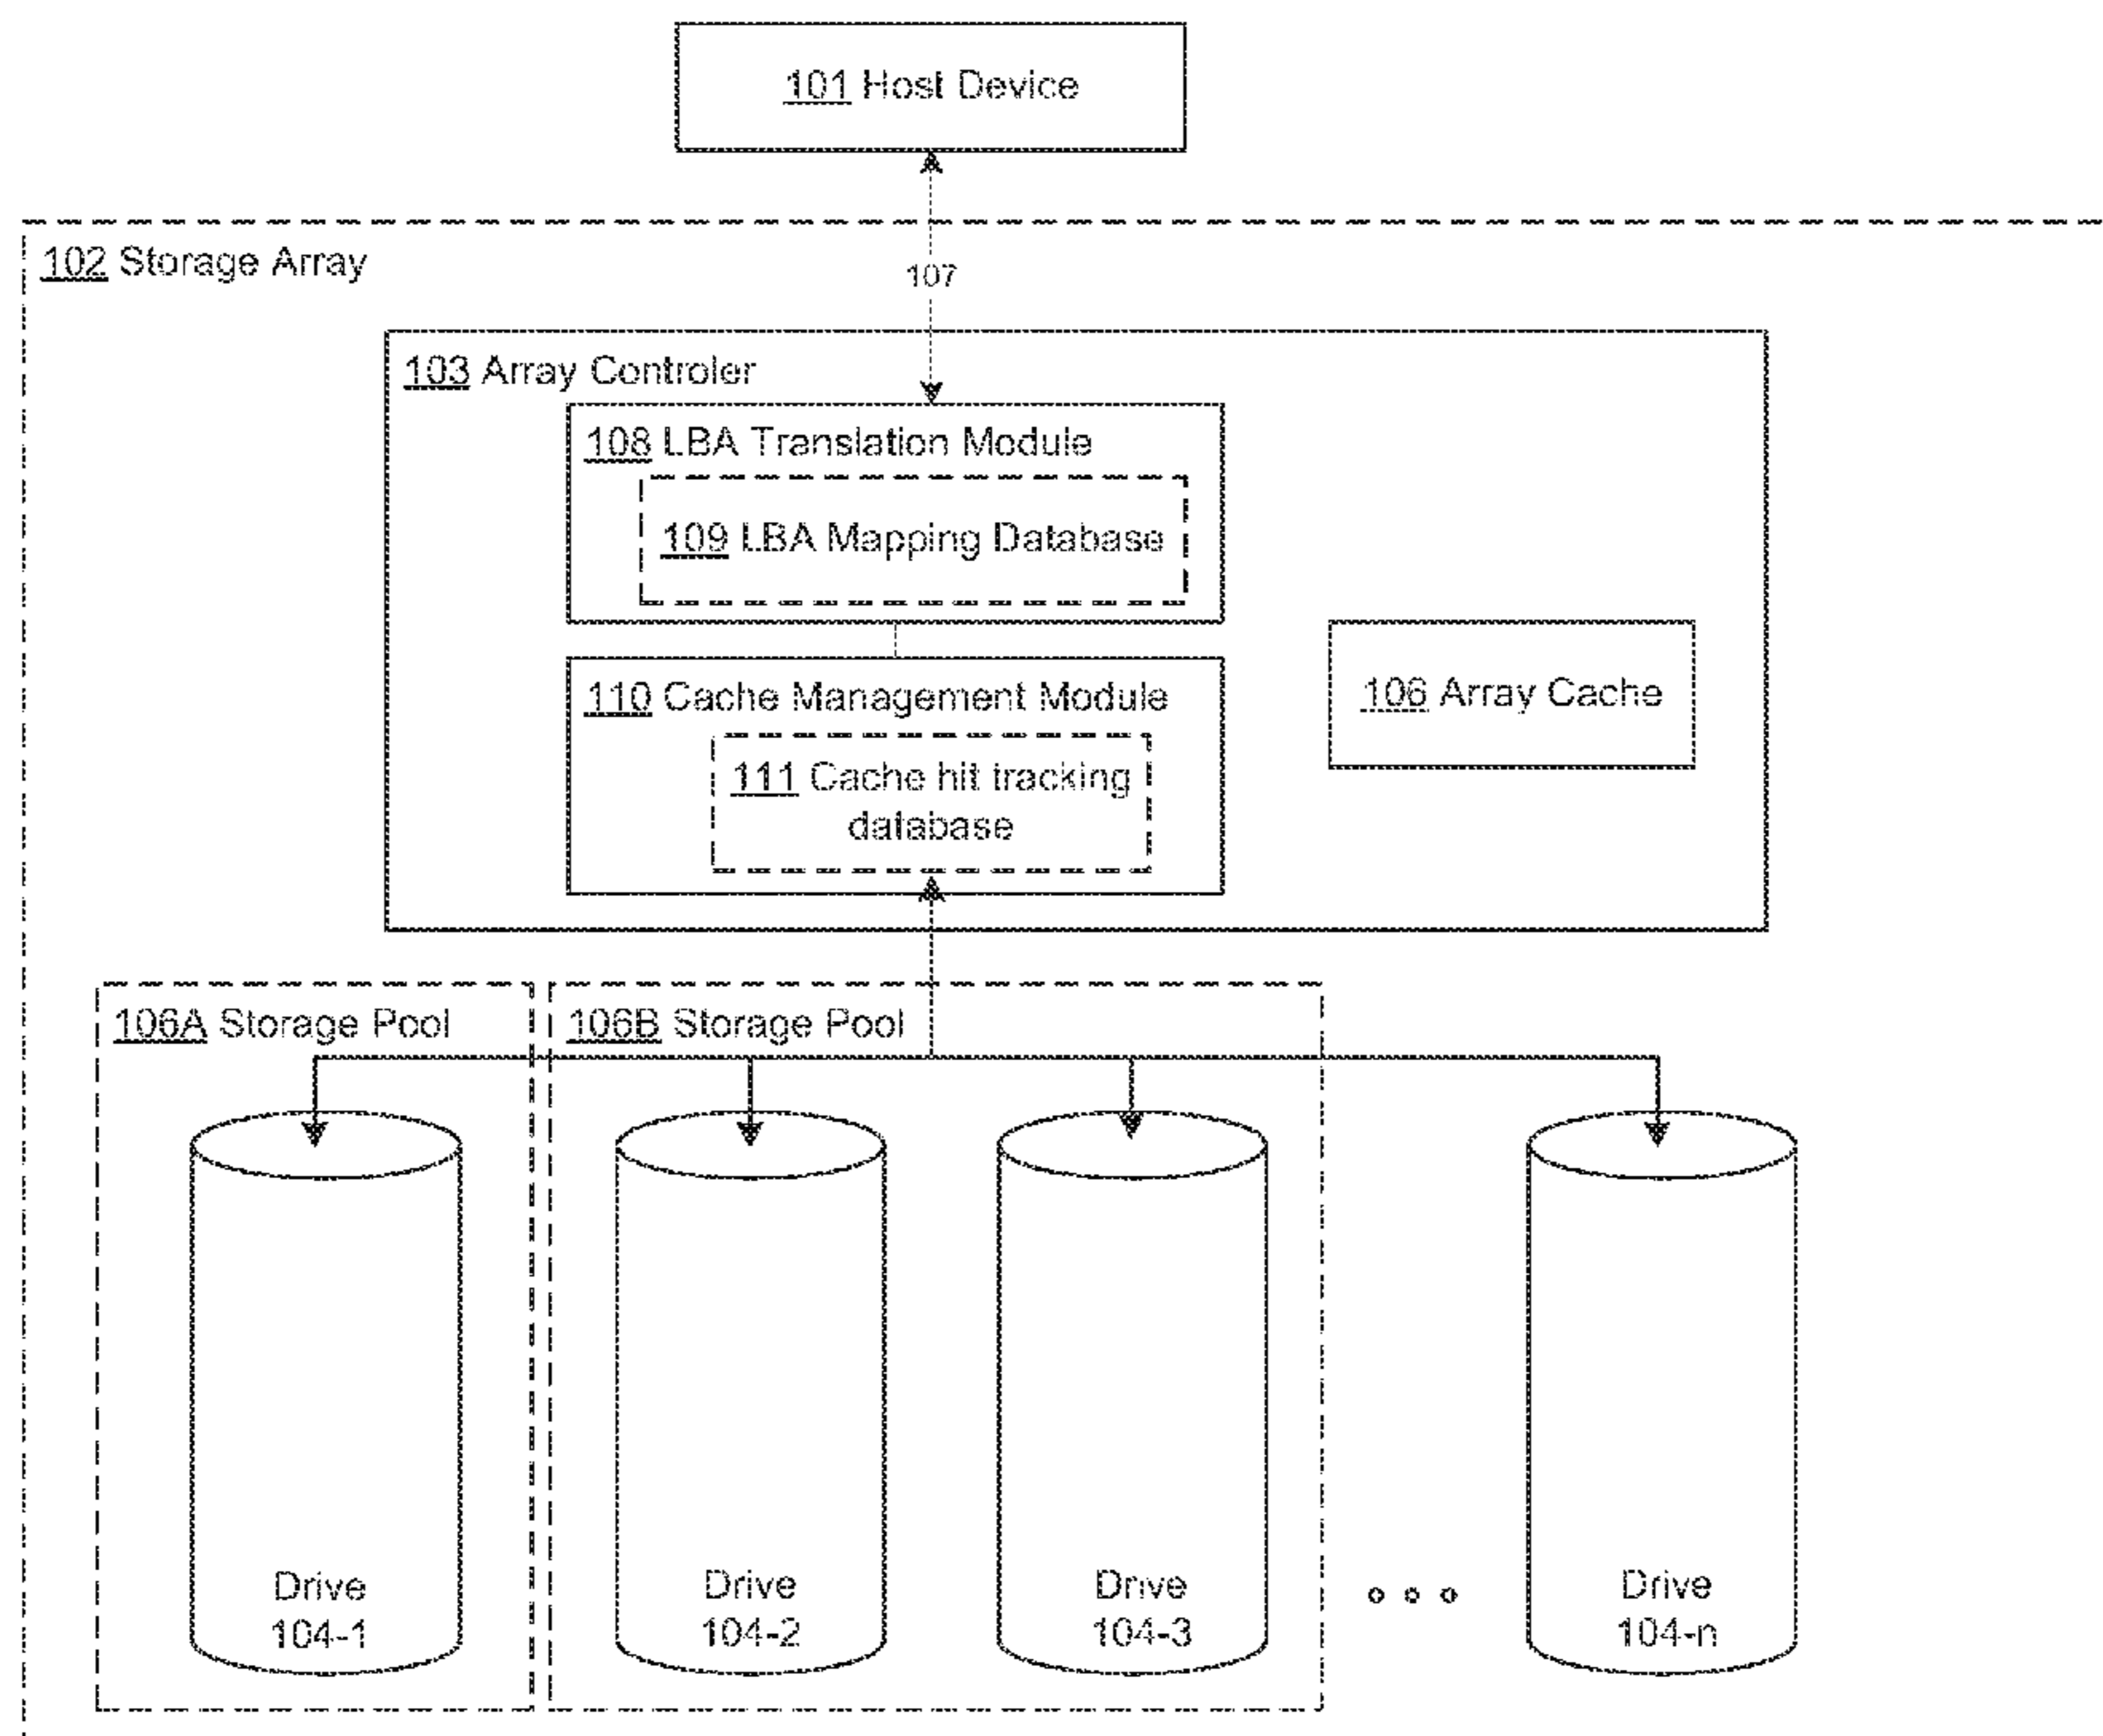 101 Host Device
102 Storage Array
107
103 Array Controler
108 LBA Translation Module
109 LBA Mapping Database
110 Cache Management Module
111 Cache hit tracking
database
106 Array Cache
106A Storage Pool
106B Storage Pool
Drive
104-1
Drive
104-2
Drive
104-3
Drive
104-n